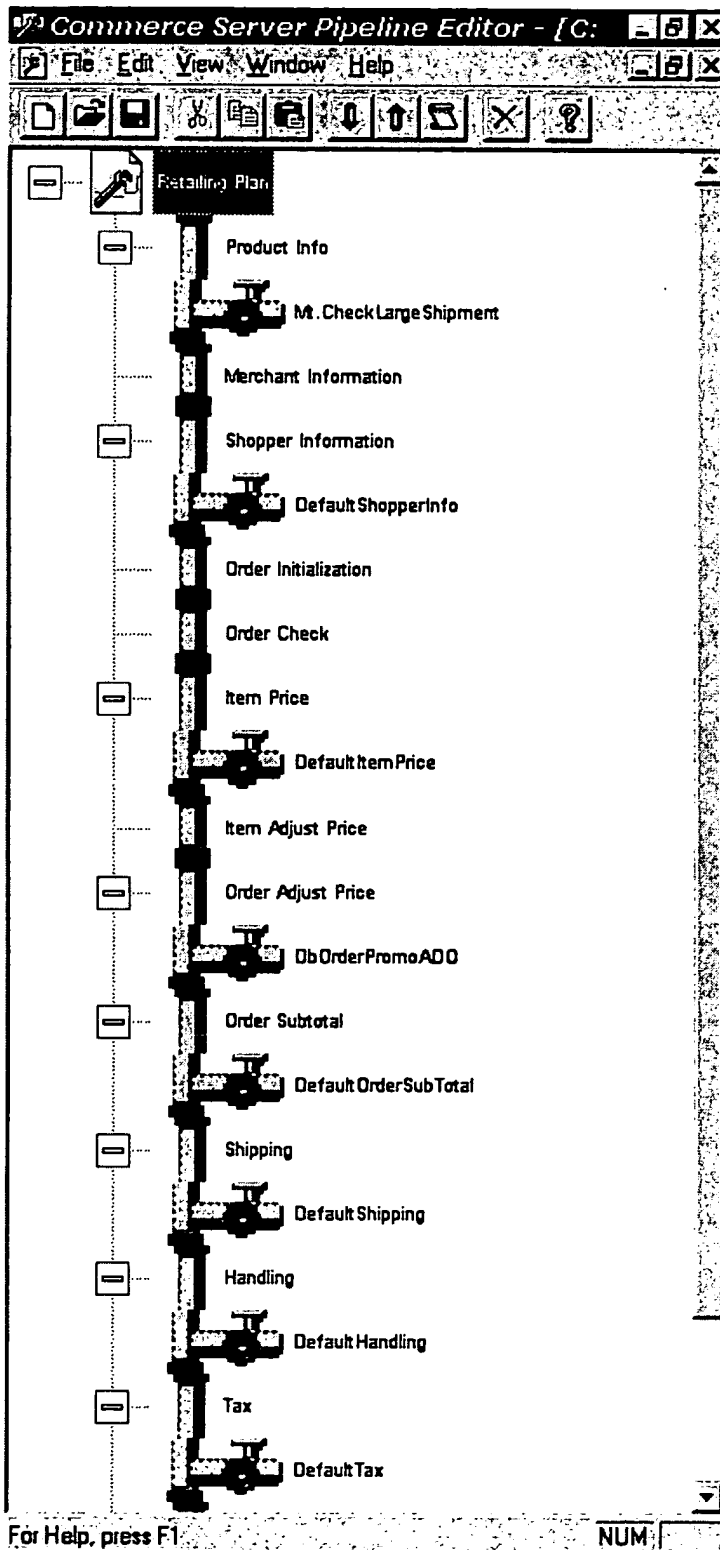 Commerce Server Pipeline Editor - [C:
File Edit View Window Help
Retailing Plan
Product Info
Mt.CheckLargeShipment
Merchant Information
Shopper Information
DefaultShopperInfo
Order Initialization
Order Check
Item Price
DefaultItemPrice
Item Adjust Price
Order Adjust Price
DbOrderPromoADO
Order Subtotal
DefaultOrderSubTotal
Shipping
DefaultShipping
Handling
DefaultHandling
Tax
DefaultTax
For Help, press F1 NUM